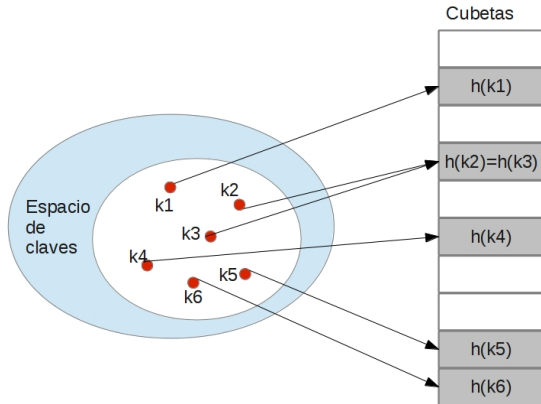 Cubetas
h(k1)
h(k2)=h(k3)
h(k4)
h(k5)
h(k6)
Espacio
de
claves
k1
k2
k3
k4
k5
k6